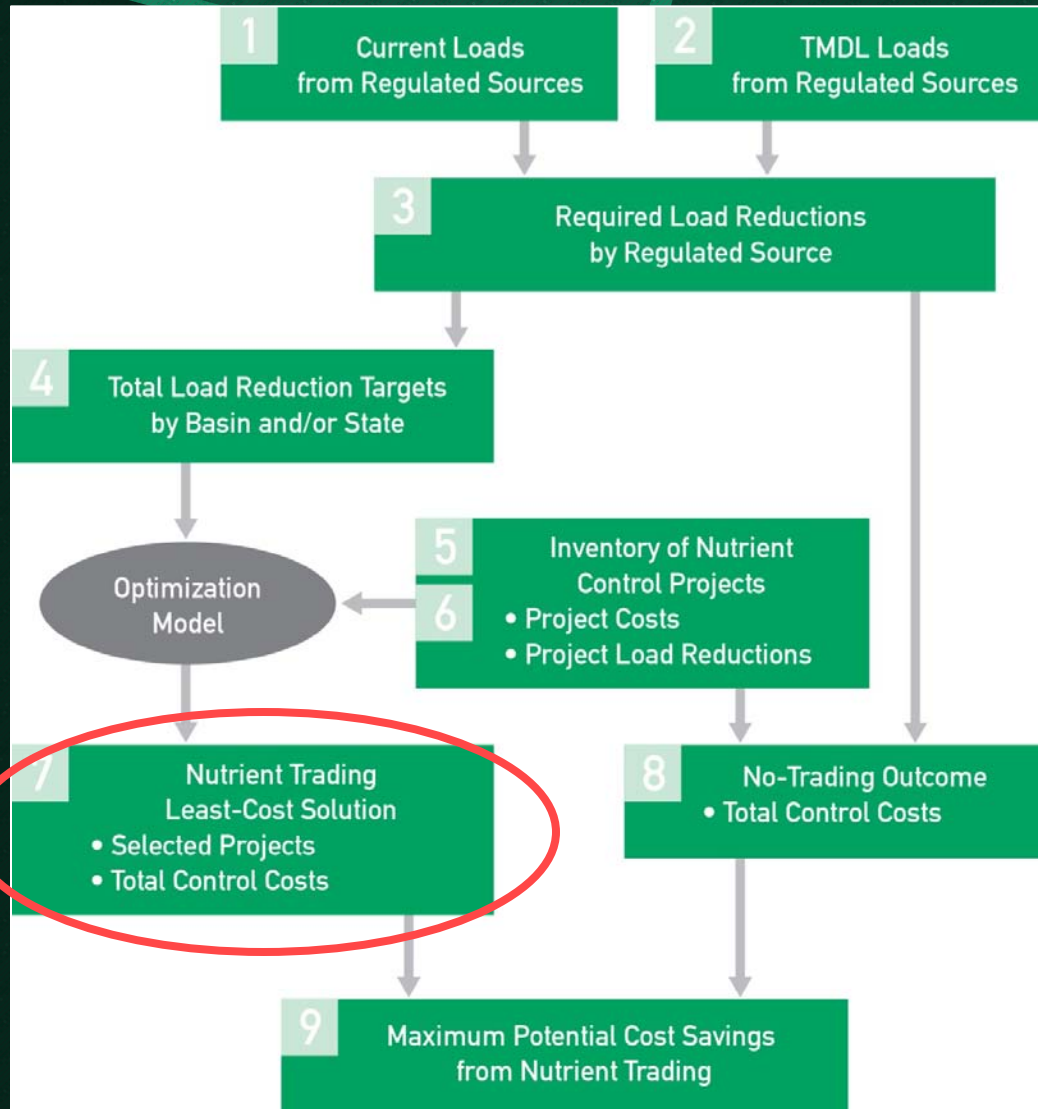 1
Current Loads
from Regulated Sources
2
TMDL Loads
from Regulated Sources
3
Required Load Reductions
by Regulated Source
4
Total Load Reduction Targets
by Basin and/or State
Optimization
Model
5
6
Inventory of Nutrient
Control Projects
• Project Costs
• Project Load Reductions
7
Nutrient Trading
Least-Cost Solution
• Selected Projects
• Total Control Costs
8
No-Trading Outcome
• Total Control Costs
9
Maximum Potential Cost Savings
from Nutrient Trading